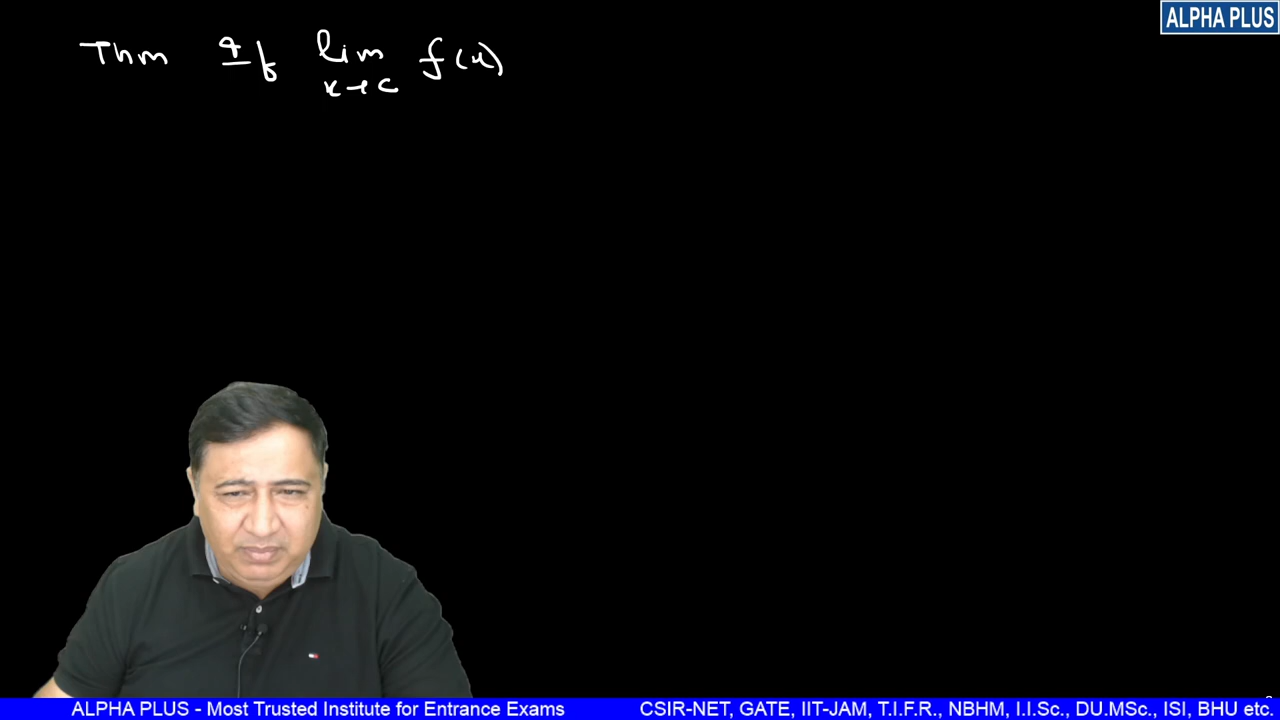 ALPHA PLUS
Thm If lim f(x)
x→c
ALPHA PLUS - Most Trusted Institute for Entrance Exams CSIR-NET, GATE, IIT-JAM, T.I.F.R., NBHM, I.I.Sc., DU.MSc., ISI, BHU etc.